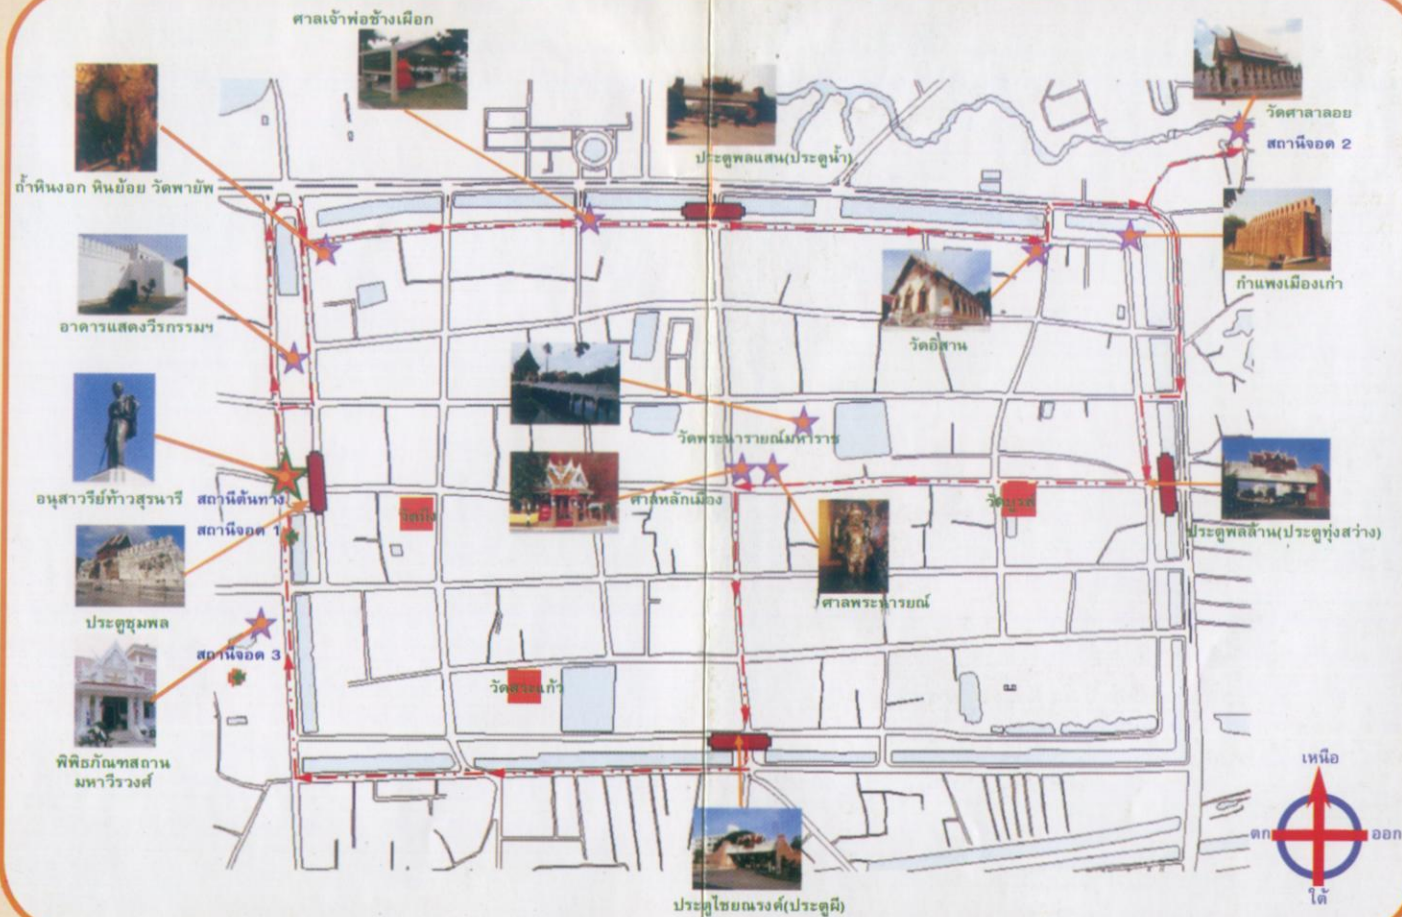 ศาลเจ้าพ่อช้างเผือก
วัดศาลาลอย
สถานีจอด 2
ประตูพลแสน(ประตูน้ำ)
ถ้ำหินงอก หินย้อย วัดพายัพ
กำแพงเมืองเก่า
อาคารแสดงวีรกรรมฯ
วัดอิสาน
วัดพระนารายณ์มหาราช
อนุสาวรีย์ท้าวสุรนารี
สถานีต้นทาง
ศาลหลักเมือง
วัดบึง
วัดบูรพ์
สถานีจอด 1
ประตูพลล้าน(ประตูทุ่งสว่าง)
ประตูชุมพล
ศาลพระนารยณ์
สถานีจอด 3
วัดสระแก้ว
พิพิธภัณฑสถาน
มหาวีรวงศ์
เหนือ
ตก
ออก
ใต้
ประตูไชยณรงค์(ประตูผี)